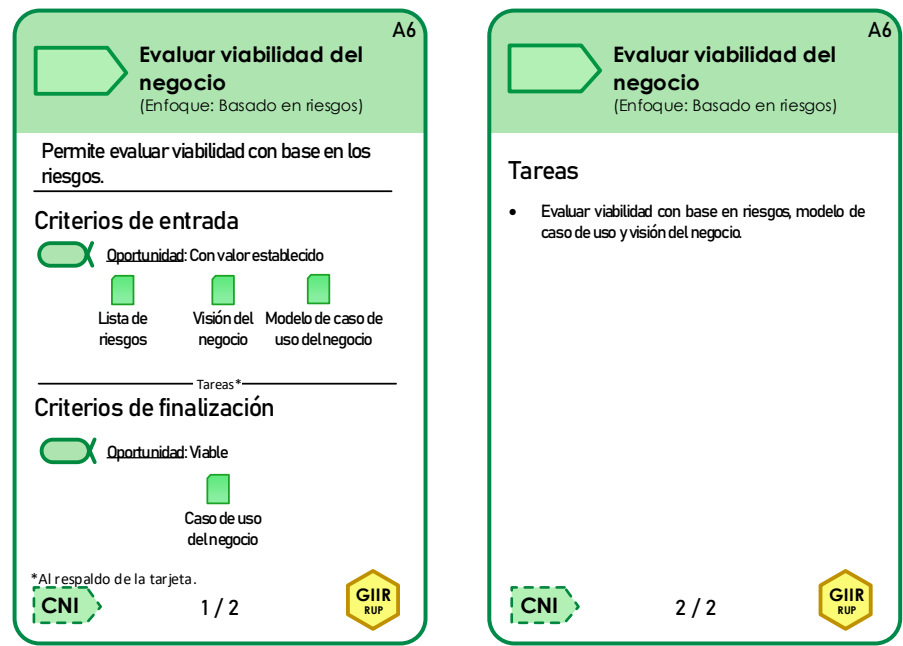 A6
Evaluar viabilidad del
negocio
(Enfoque: Basado en riesgos)
Permite evaluar viabilidad con base en los
riesgos.
Criterios de entrada
Oportunidad: Con valor establecido
Lista de
riesgos
Visión del
negocio
Modelo de caso de
uso del negocio
Tareas*
Criterios de finalización
Oportunidad: Viable
Caso de uso
del negocio
*Al respaldo de la tarjeta.
CNI
1 / 2
GIIR
RUP
A6
Evaluar viabilidad del
negocio
(Enfoque: Basado en riesgos)
Tareas
• Evaluar viabilidad con base en riesgos, modelo de
caso de uso y visión del negocio.
CNI
2 / 2
GIIR
RUP